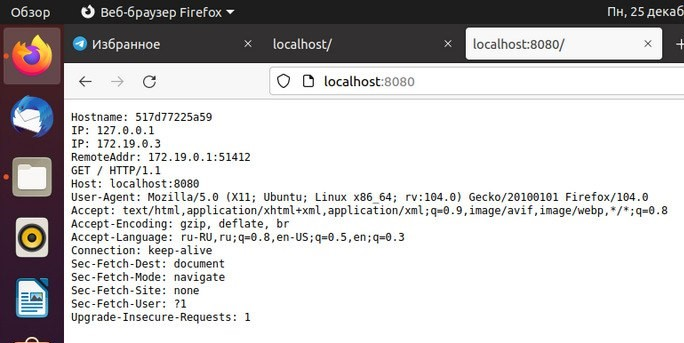 Обзор
Веб-браузер Firefox
Пн, 25 декаб
Избранное
localhost/
localhost:8080/
localhost:8080
Hostname: 517d77225a59
IP: 127.0.0.1
IP: 172.19.0.3
RemoteAddr: 172.19.0.1:51412
GET / HTTP/1.1
Host: localhost:8080
User-Agent: Mozilla/5.0 (X11; Ubuntu; Linux x86_64; rv:104.0) Gecko/20100101 Firefox/104.0
Accept: text/html,application/xhtml+xml,application/xml;q=0.9,image/avif,image/webp,*/*;q=0.8
Accept-Encoding: gzip, deflate, br
Accept-Language: ru-RU,ru;q=0.8,en-US;q=0.5,en;q=0.3
Connection: keep-alive
Sec-Fetch-Dest: document
Sec-Fetch-Mode: navigate
Sec-Fetch-Site: none
Sec-Fetch-User: ?1
Upgrade-Insecure-Requests: 1